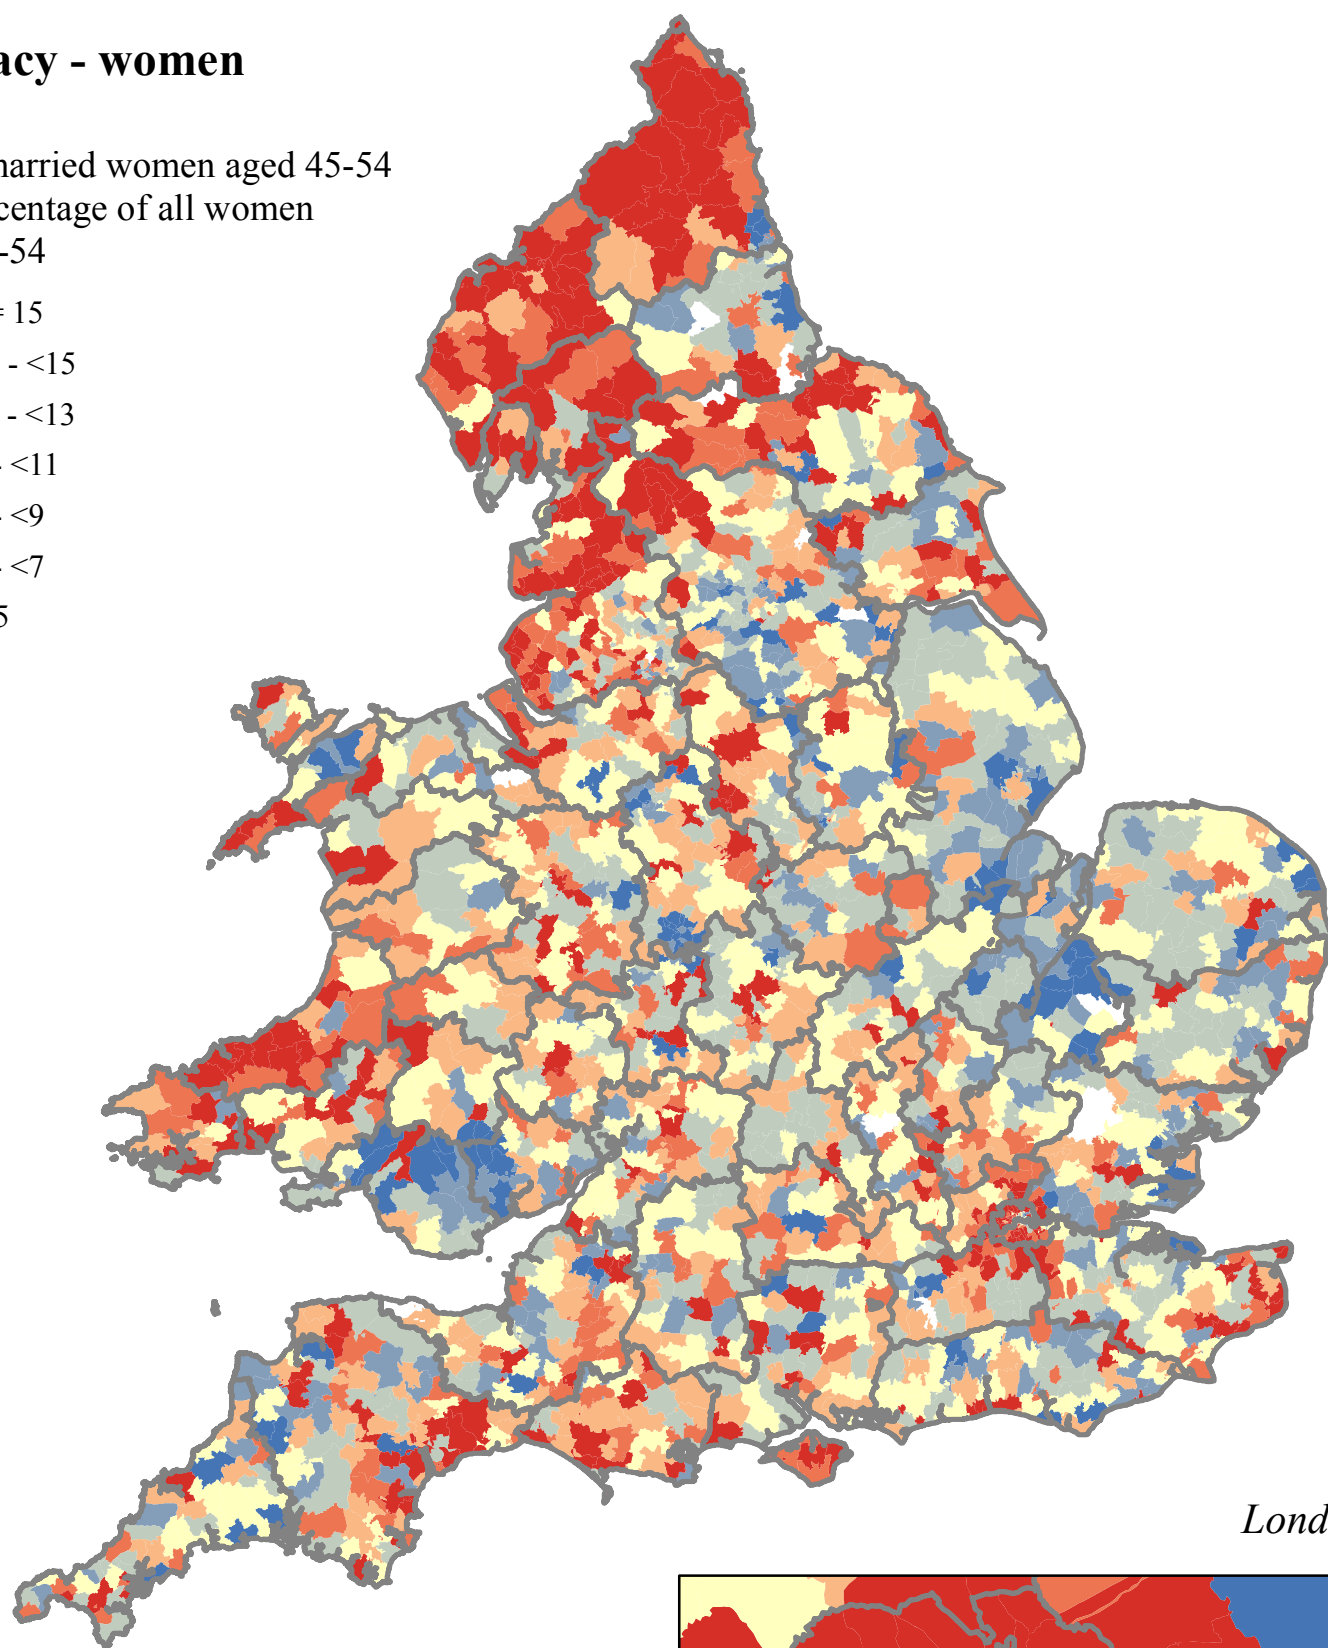 acy - women
married women aged 45-54
centage of all women
-54
= 15
- <15
- <13
- <11
- <9
- <7
5
Lond